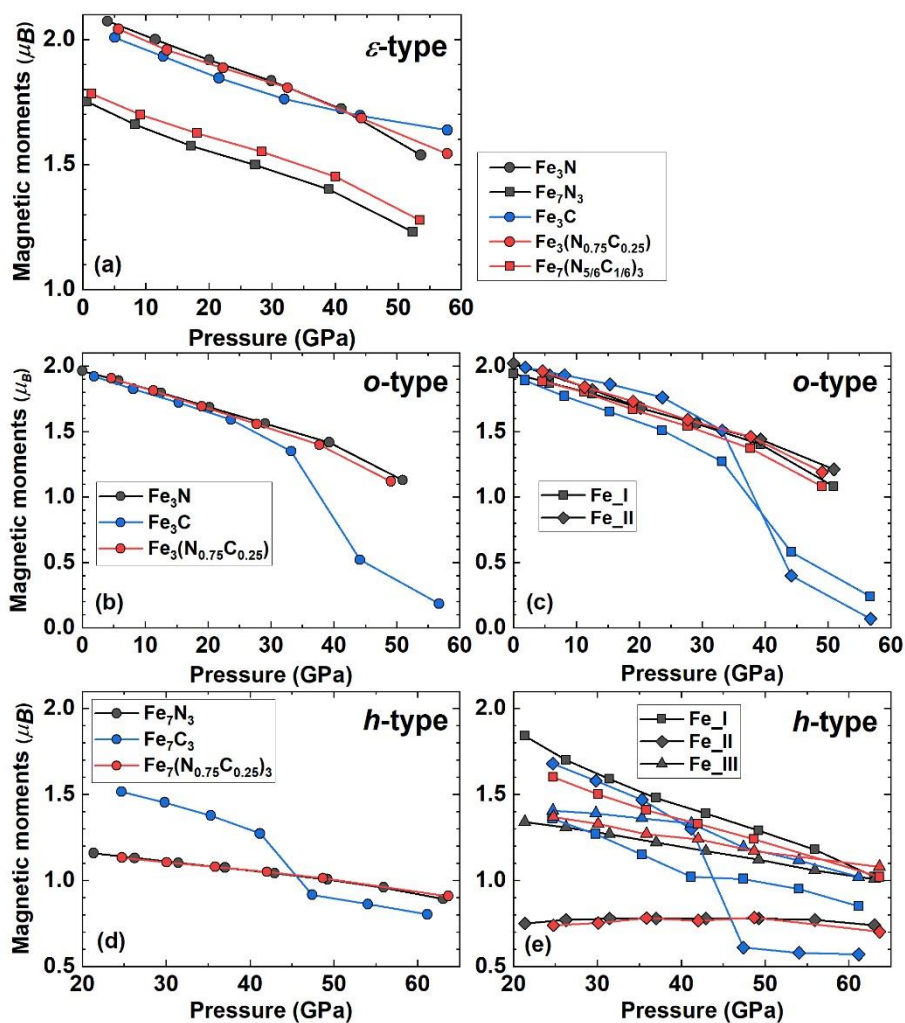 2.0
1.5
1.0
Magnetic moments (μB)
ε-type
(a)
0 10 20 30 40 50 60
Pressure (GPa)
Fe₃N
Fe₇N₃
Fe₃C
Fe₃(N₀.₇₅C₀.₂₅)
Fe₇(N₅/₆C₁/₆)₃
2.0
1.5
1.0
0.5
0.0
Magnetic moments (μ_B)
o-type
Fe₃N
Fe₃C
Fe₃(N₀.₇₅C₀.₂₅)
(b)
0 10 20 30 40 50 60
Pressure (GPa)
2.0
1.5
1.0
0.5
0.0
o-type
Fe_I
Fe_II
(c)
0 10 20 30 40 50 60
Pressure (GPa)
2.0
1.5
1.0
0.5
Magnetic moments (μB)
Fe₇N₃
Fe₇C₃
Fe₇(N₀.₇₅C₀.₂₅)₃
h-type
(d)
20 30 40 50 60
Pressure (GPa)
2.0
1.5
1.0
0.5
Fe_I
Fe_II
Fe_III
h-type
(e)
20 30 40 50 60
Pressure (GPa)